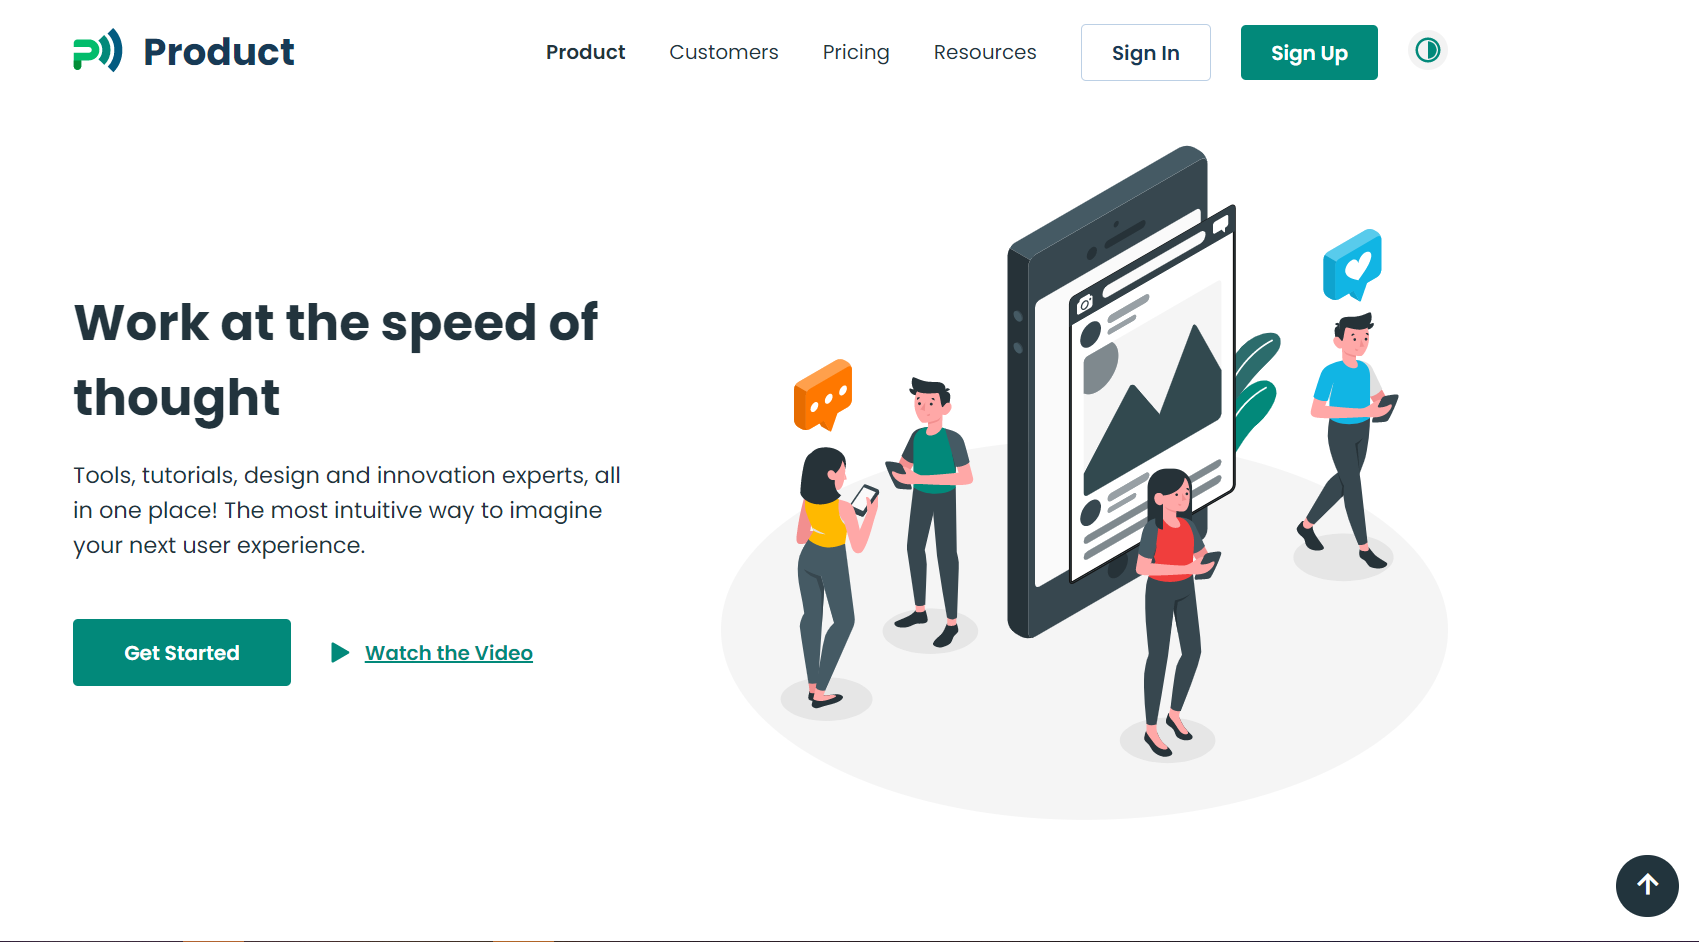 Product
Product Customers Pricing Resources Sign In Sign Up
Work at the speed of
thought
Tools, tutorials, design and innovation experts, all
in one place! The most intuitive way to imagine
your next user experience.
Get Started Watch the Video